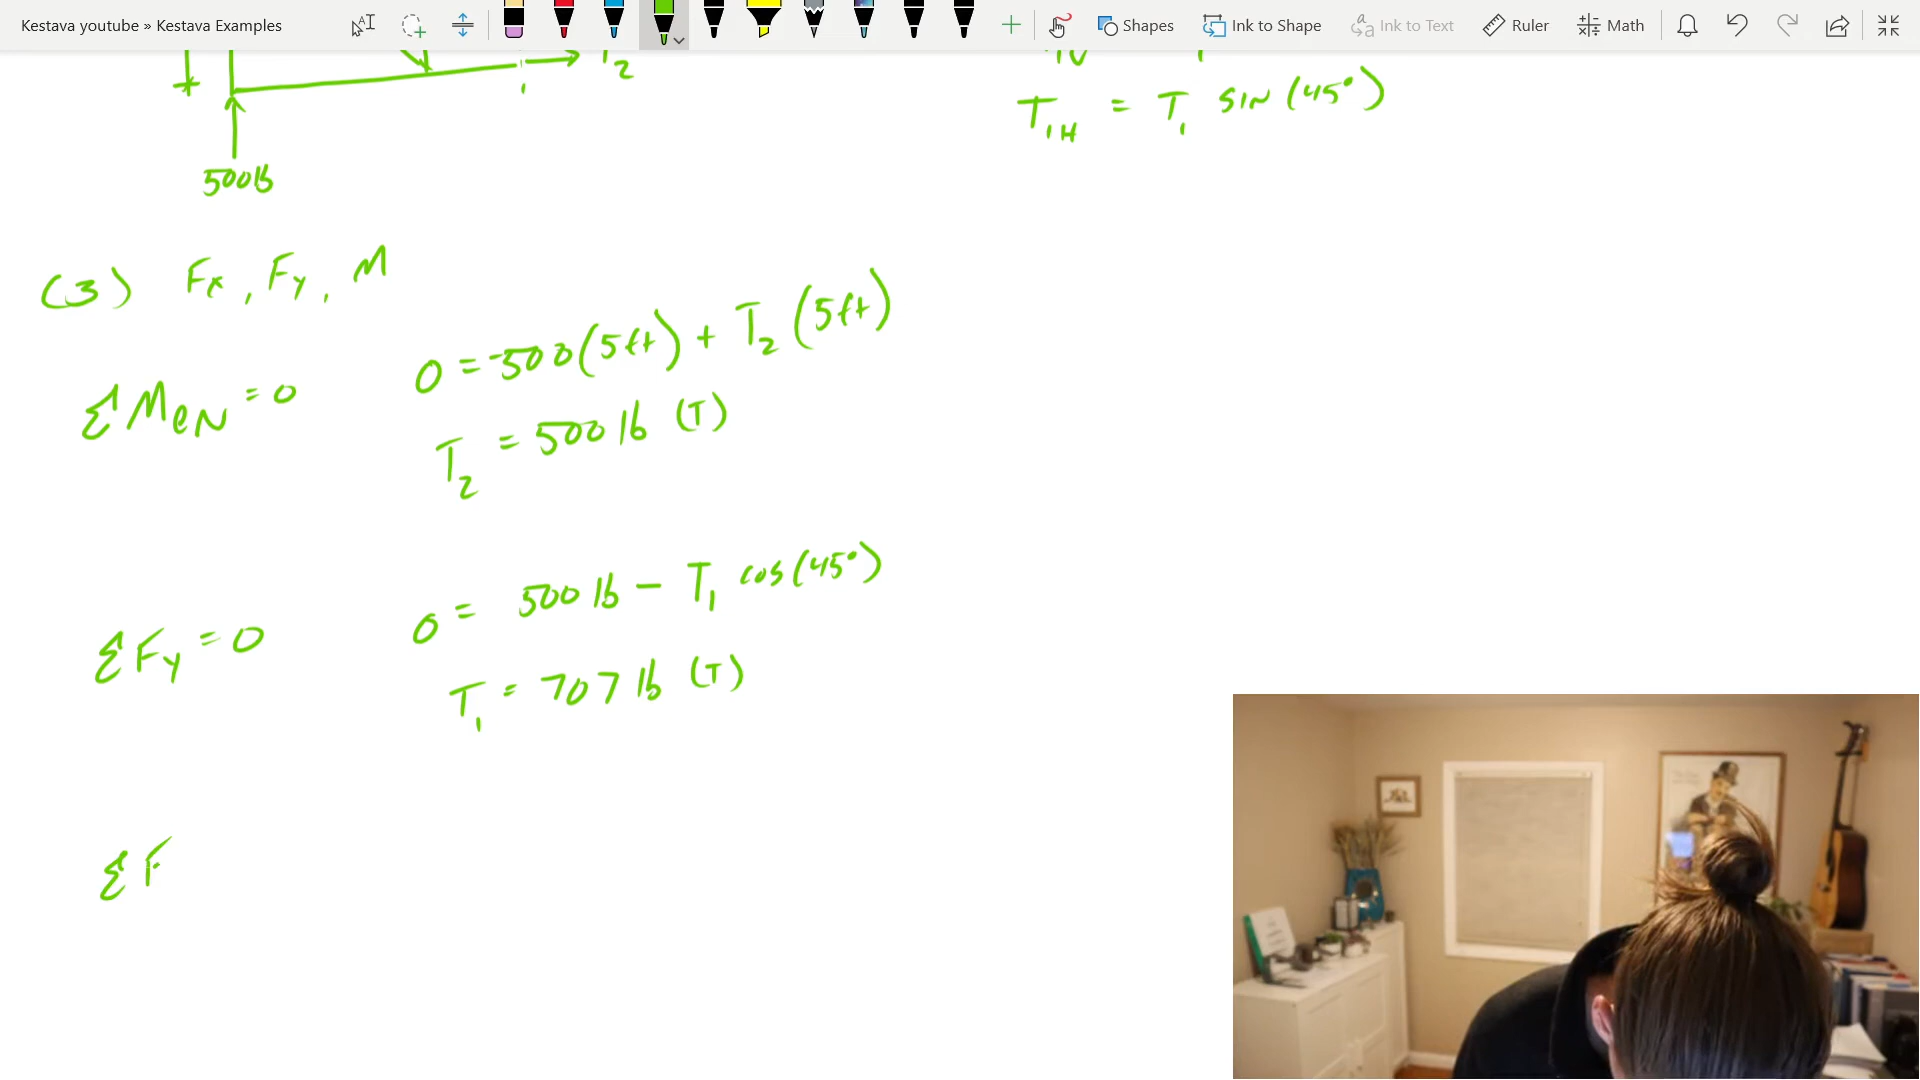 Kestava youtube » Kestava Examples
Shapes
Ink to Shape
Ink to Text
Ruler
Math
T₂
T₁H = T₁ SIN (45°)
500lb
(3) Fx, Fy, M
ΣM@N = 0
0 = -500(5ft) + T₂ (5ft)
T₂ = 500 lb (T)
ΣFy = 0
0 = 500 lb - T₁ cos(45°)
T₁ = 707 lb (T)
ΣF